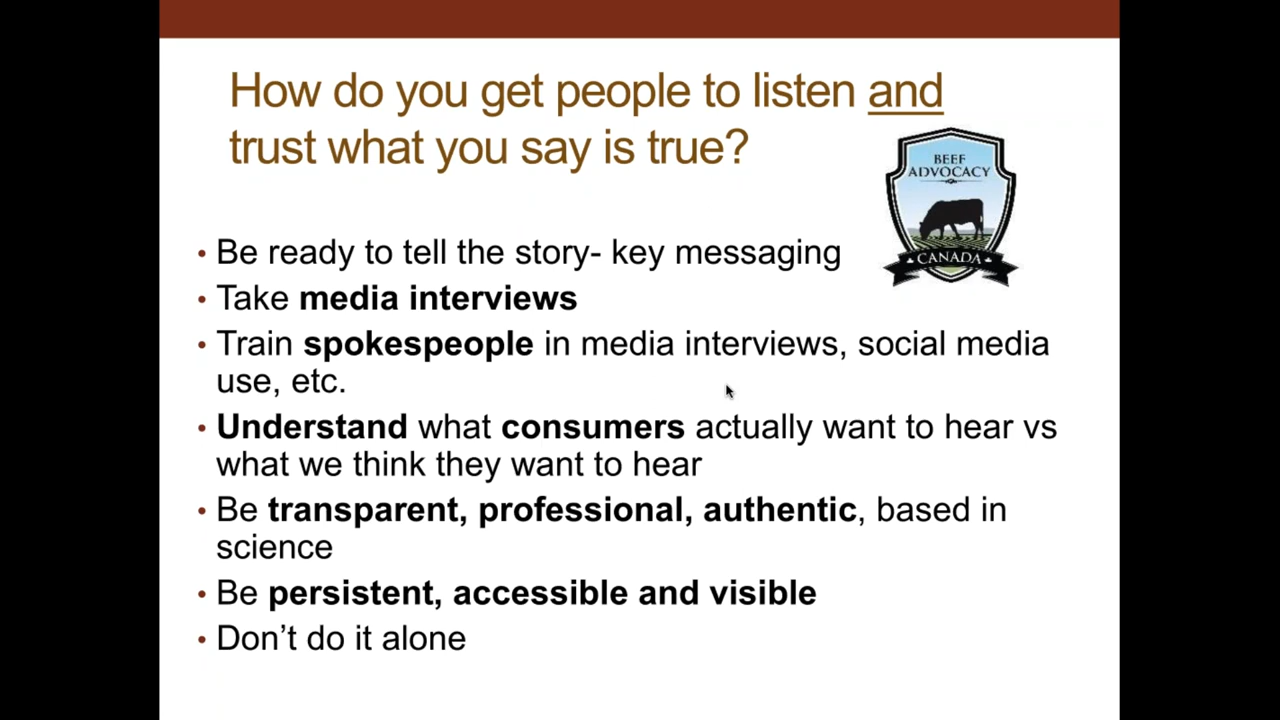 How do you get people to listen and
trust what you say is true?
BEEF
ADVOCACY
CANADA
• Be ready to tell the story- key messaging
• Take media interviews
• Train spokespeople in media interviews, social media
use, etc.
• Understand what consumers actually want to hear vs
what we think they want to hear
• Be transparent, professional, authentic, based in
science
• Be persistent, accessible and visible
• Don’t do it alone